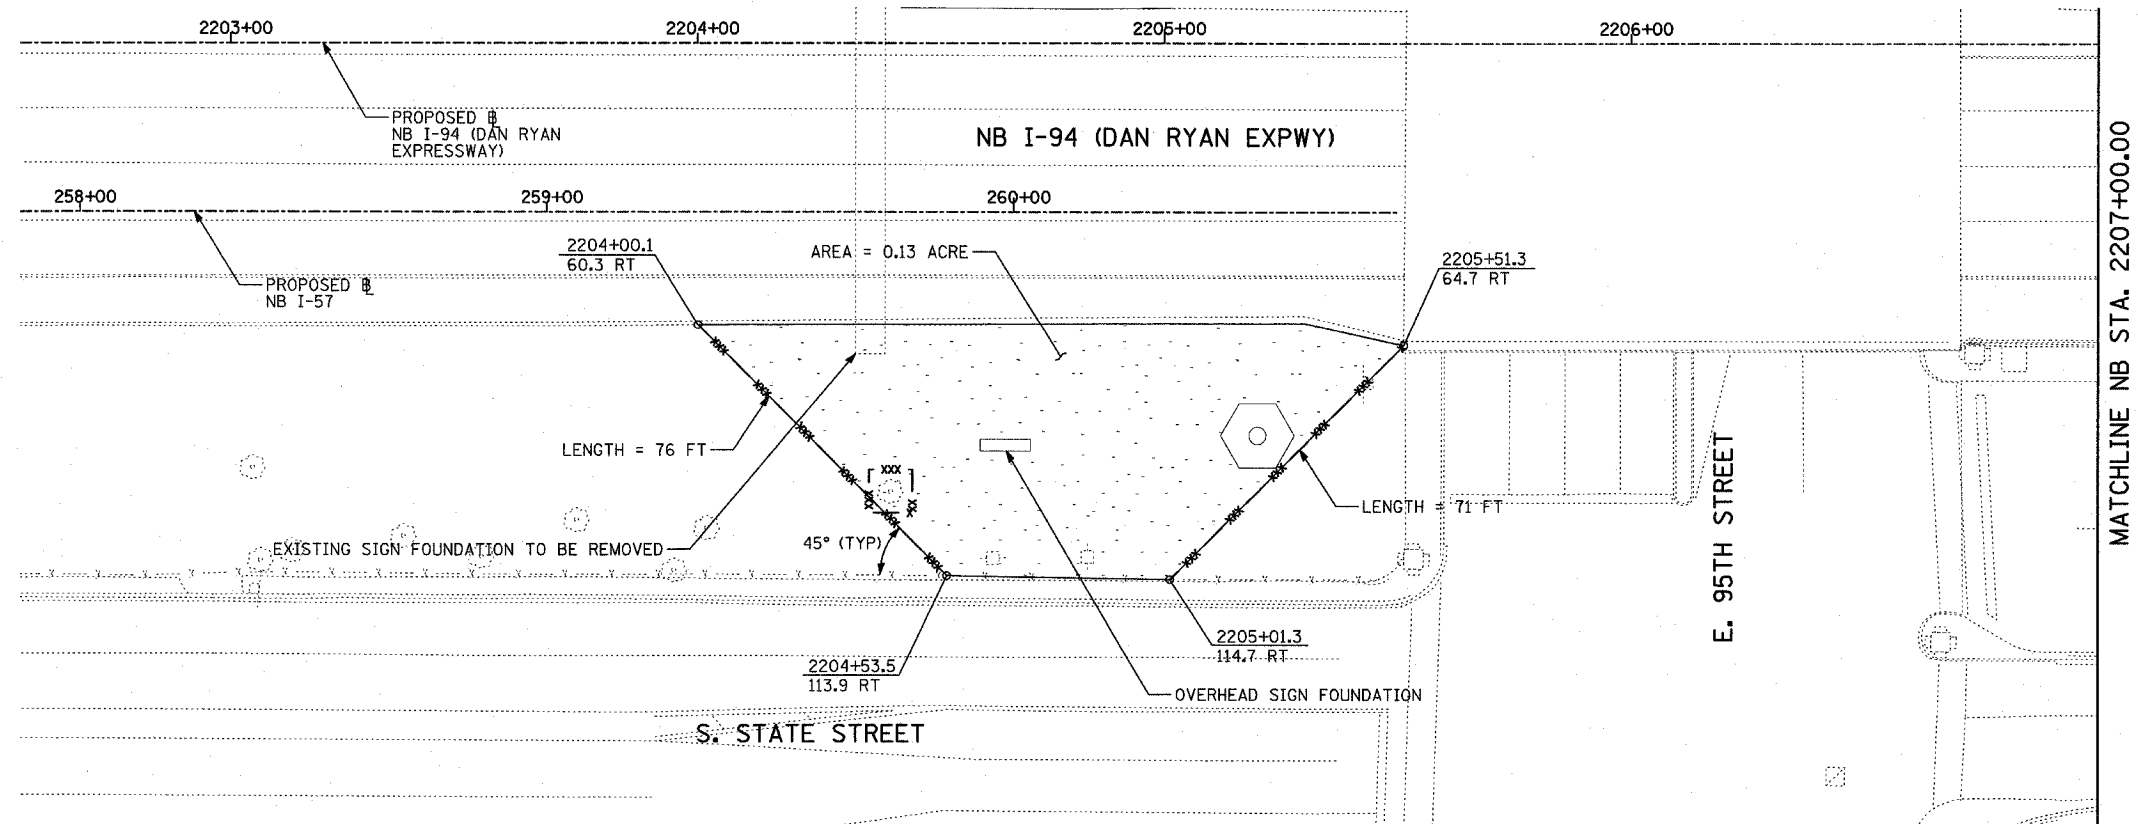 2203+00
2204+00
2205+00
2206+00
PROPOSED ℄
NB I-94 (DAN RYAN
EXPRESSWAY)
NB I-94 (DAN RYAN EXPWY)
258+00
259+00
260+00
2204+00.1
60.3 RT
AREA = 0.13 ACRE
2205+51.3
64.7 RT
PROPOSED ℄
NB I-57
LENGTH = 76 FT
XXX
XXX
XXX
LENGTH = 71 FT
EXISTING SIGN FOUNDATION TO BE REMOVED
45° (TYP)
E. 95TH STREET
2205+01.3
114.7 RT
2204+53.5
113.9 RT
OVERHEAD SIGN FOUNDATION
S. STATE STREET
MATCHLINE NB STA. 2207+00.00